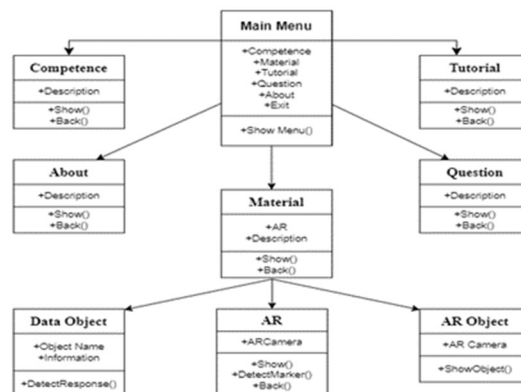 Main Menu
+Competence
+Material
+Tutorial
+Question
+About
+Exit
+Show Menu()
Competence
+Description
+Show()
+Back()
Tutorial
+Description
+Show()
+Back()
About
+Description
+Show()
+Back()
Question
+Description
+Show()
+Back()
Material
+AR
+Description
+Show()
+Back()
Data Object
+Object Name
+Information
+DetectResponse()
AR
+ARCamera
+Show()
+DetectMarker()
+Back()
AR Object
+AR Camera
+ShowObject()